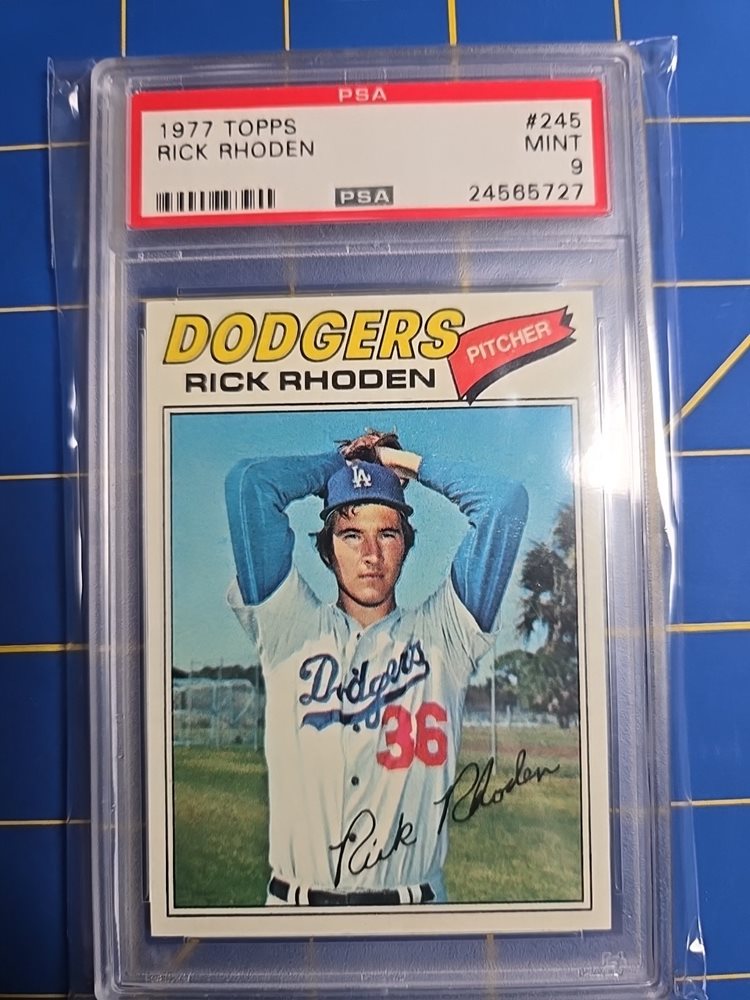 PSA
1977 TOPPS #245
RICK RHODEN MINT
9
PSA 24565727
DODGERS
PITCHER
RICK RHODEN
LA
Dodgers
36
Rick Rhoden